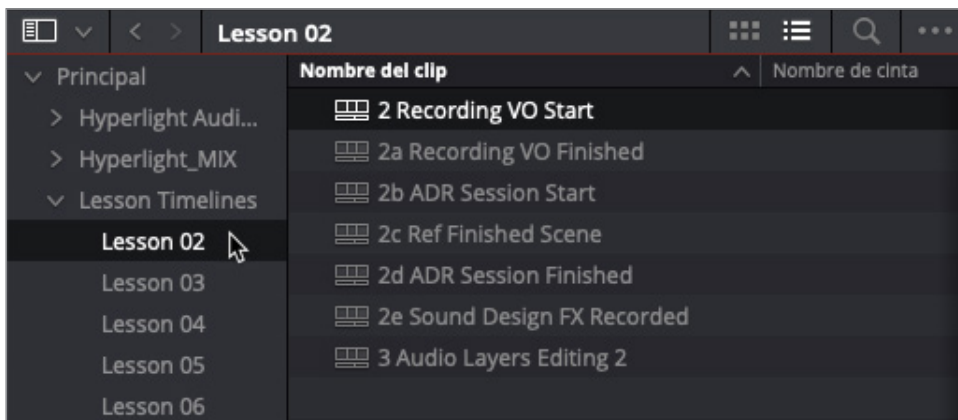 Lesson 02
Principal
Hyperlight Audi...
Hyperlight_MIX
Lesson Timelines
Lesson 02
Lesson 03
Lesson 04
Lesson 05
Lesson 06
Nombre del clip
Nombre de cinta
2 Recording VO Start
2a Recording VO Finished
2b ADR Session Start
2c Ref Finished Scene
2d ADR Session Finished
2e Sound Design FX Recorded
3 Audio Layers Editing 2